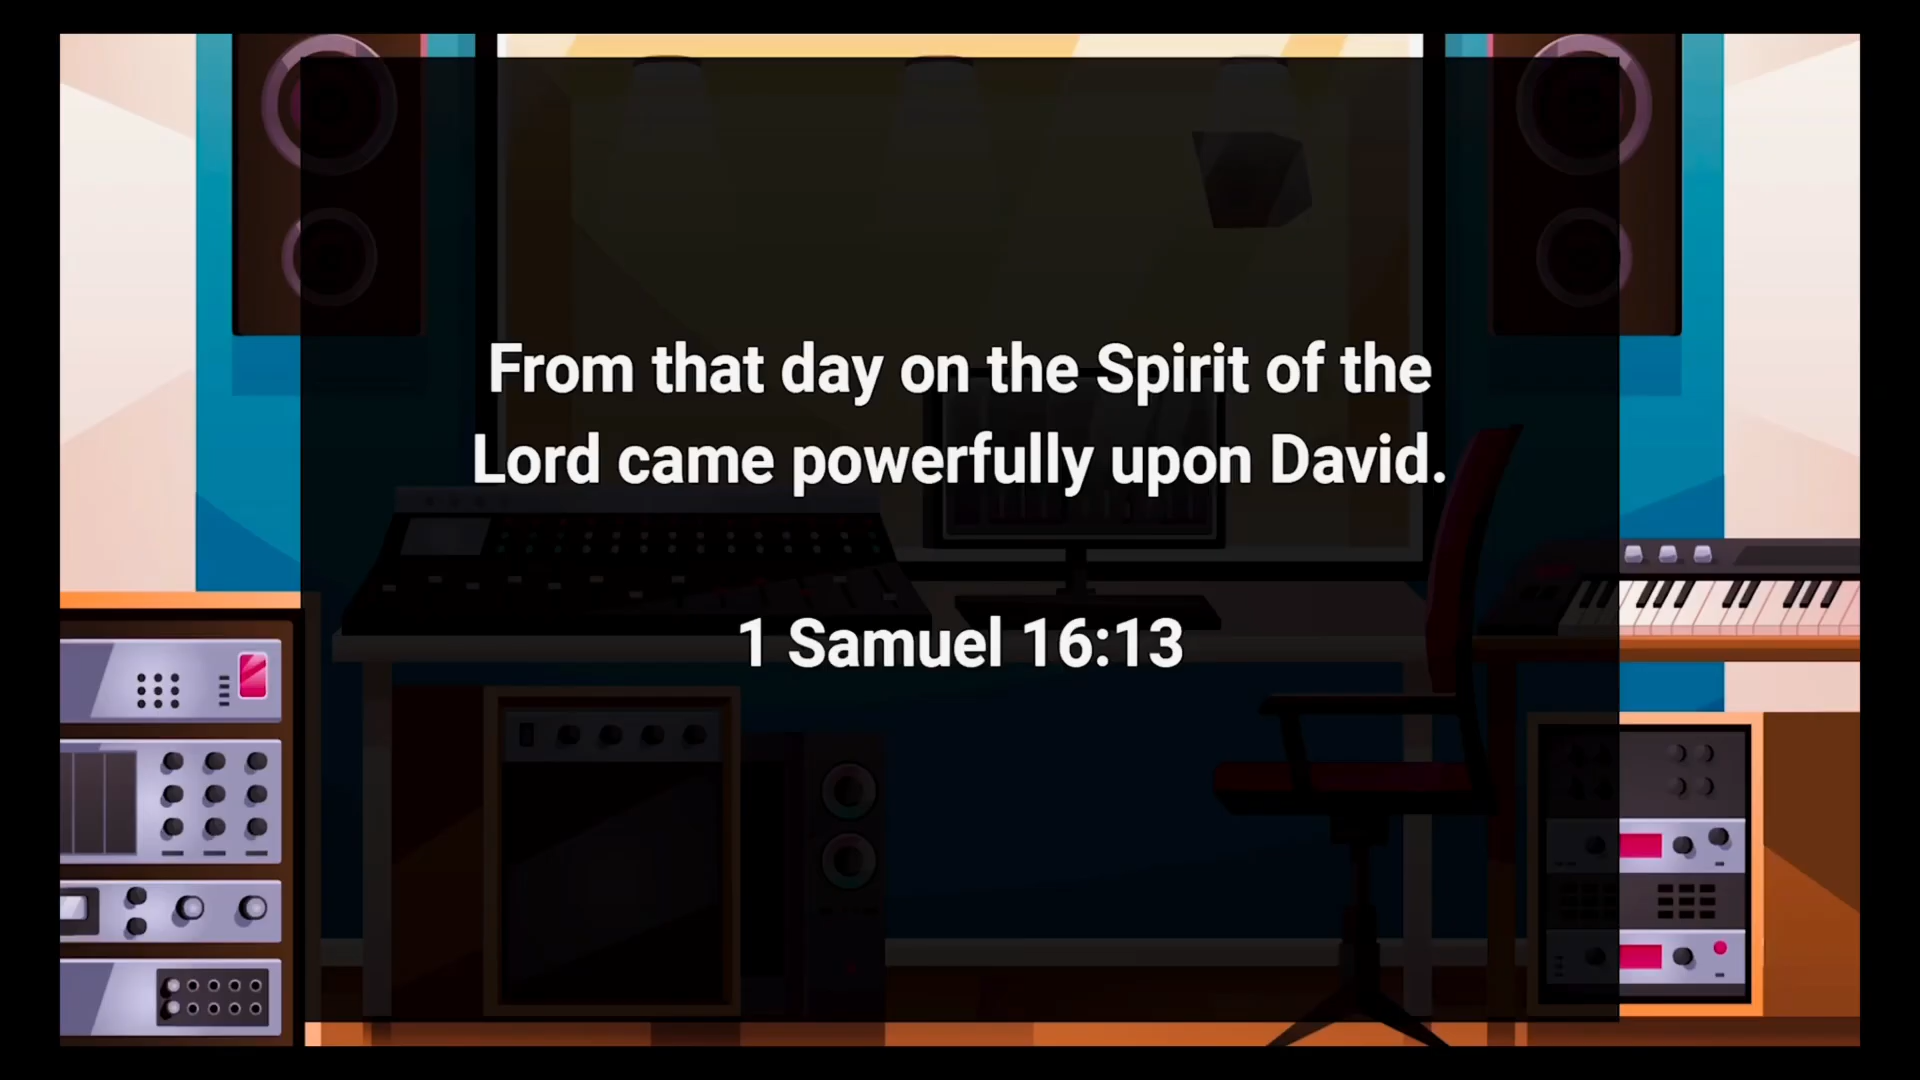 From that day on the Spirit of the
Lord came powerfully upon David.
1 Samuel 16:13